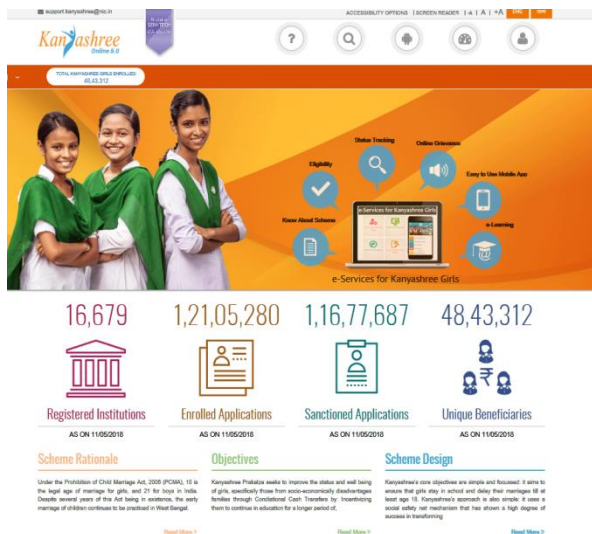 support.kanyashree@nic.in
ACCESSIBILITY OPTIONS | SCREEN READER | -A | A | +A ENG
Kanyashree
Online 5.0
TOTAL KANYASHREE GIRLS ENROLLED:
48,43,312
Status Tracking
Online Grievance
Eligibility
Easy to Use Mobile App
Know About Scheme
e-Services for Kanyashree Girls
e-Learning
e-Services for Kanyashree Girls
16,679 1,21,05,280 1,16,77,687 48,43,312
Registered Institutions Enrolled Applications Sanctioned Applications Unique Beneficiaries
AS ON 11/05/2018 AS ON 11/05/2018 AS ON 11/05/2018 AS ON 11/05/2018
Scheme Rationale
Under the Prohibition of Child Marriage Act, 2006 (PCMA), 18 is
the legal age of marriage for girls, and 21 for boys in India.
Despite several years of this Act being in existence, the early
marriage of children continues to be practised in West Bengal.
Read More >
Objectives
Kanyashree Prakalpa seeks to improve the status and well being
of girls, specifically those from socio-economically disadvantages
families through Conditional Cash Transfers by: Incentivizing
them to continue in education for a longer period of,
Read More >
Scheme Design
Kanyashree's core objectives are simple and focussed: it aims to
ensure that girls stay in school and delay their marriages till at
least age 18. Kanyashree's approach is also simple: it uses a
social safety net mechanism that has shown a high degree of
success in transforming
Read More >